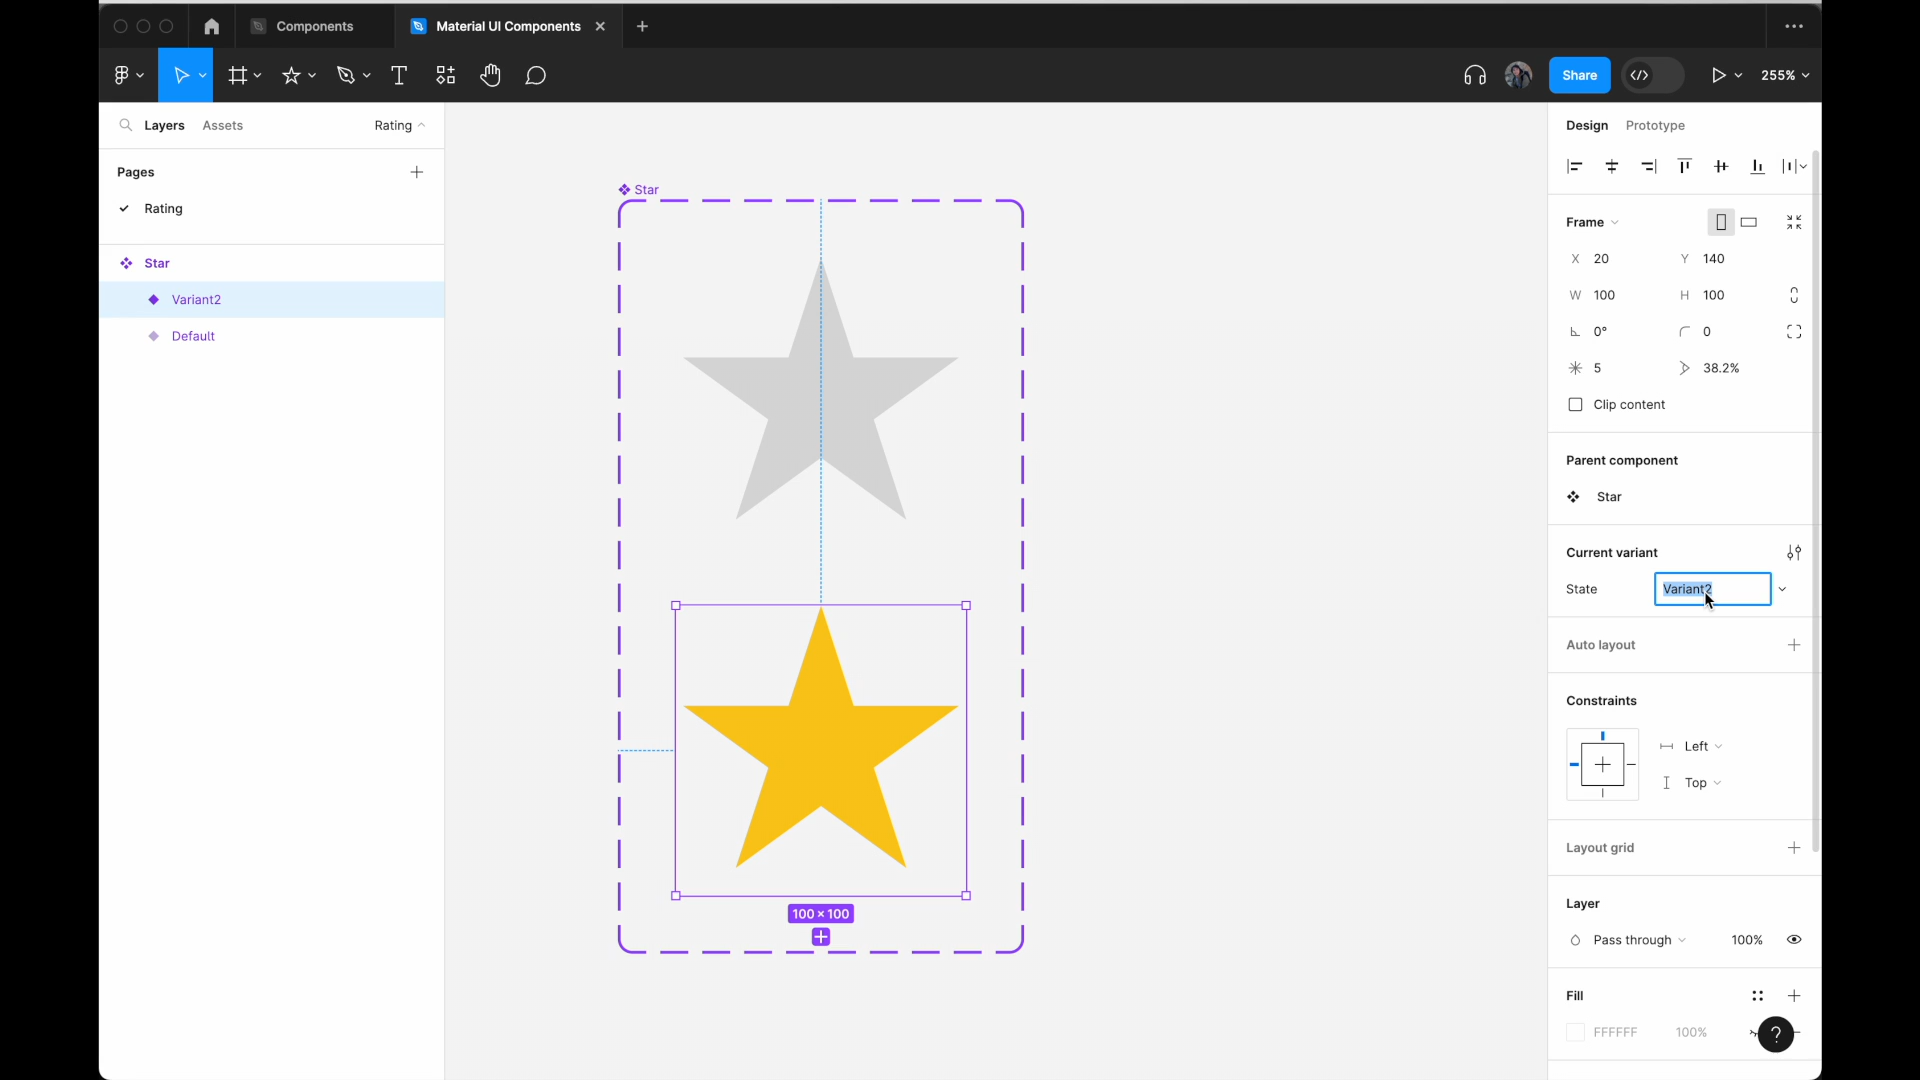 Components
Material UI Components
Share
255%
Layers
Assets
Rating
Pages
Rating
Star
Variant2
Default
Star
100 × 100
Design
Prototype
Frame
X 20
Y 140
W 100
H 100
0°
0
5
38.2%
Clip content
Parent component
Star
Current variant
State
Variant2
Auto layout
Constraints
Left
Top
Layout grid
Layer
Pass through
100%
Fill
FFFFFF
100%
?